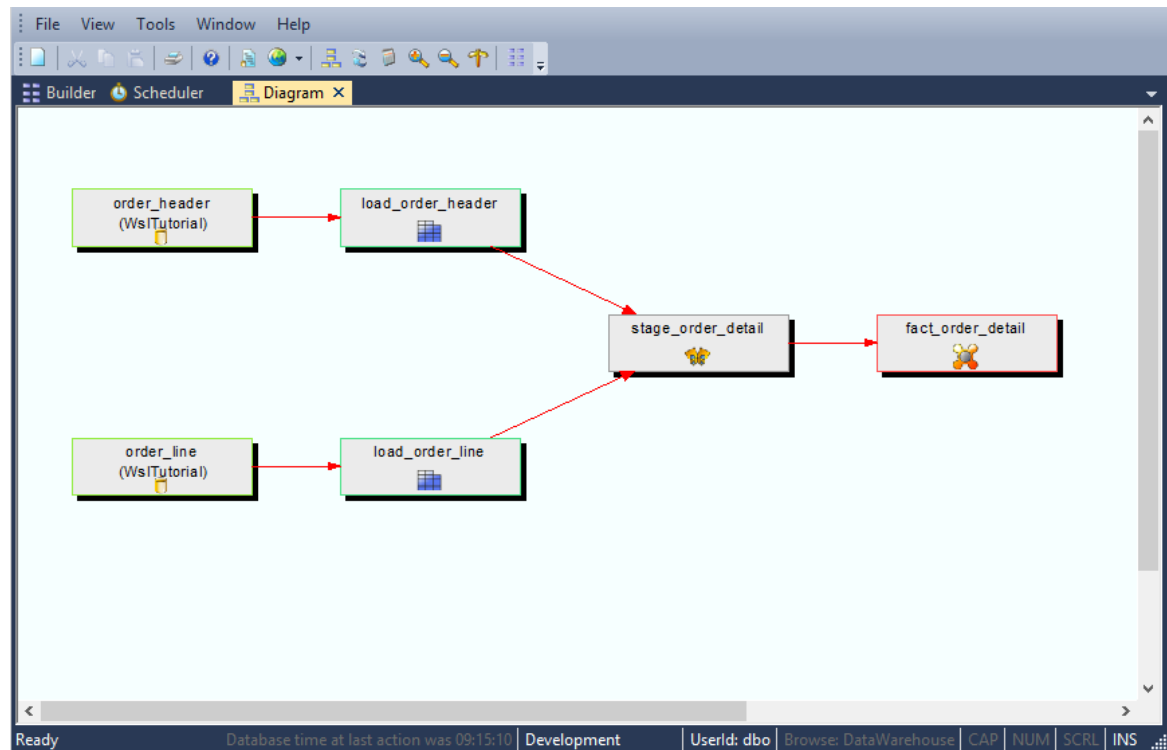 File View Tools Window Help
Builder Scheduler Diagram
order_header
(WslTutorial)
load_order_header
stage_order_detail
fact_order_detail
order_line
(WslTutorial)
load_order_line
Ready Database time at last action was 09:15:10 Development UserId: dbo Browse: DataWarehouse CAP NUM SCRL INS